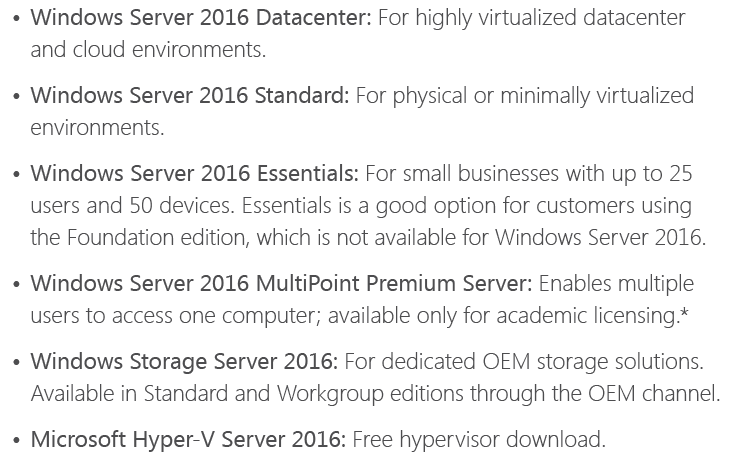 • Windows Server 2016 Datacenter: For highly virtualized datacenter
and cloud environments.
• Windows Server 2016 Standard: For physical or minimally virtualized
environments.
• Windows Server 2016 Essentials: For small businesses with up to 25
users and 50 devices. Essentials is a good option for customers using
the Foundation edition, which is not available for Windows Server 2016.
• Windows Server 2016 MultiPoint Premium Server: Enables multiple
users to access one computer; available only for academic licensing.*
• Windows Storage Server 2016: For dedicated OEM storage solutions.
Available in Standard and Workgroup editions through the OEM channel.
• Microsoft Hyper-V Server 2016: Free hypervisor download.